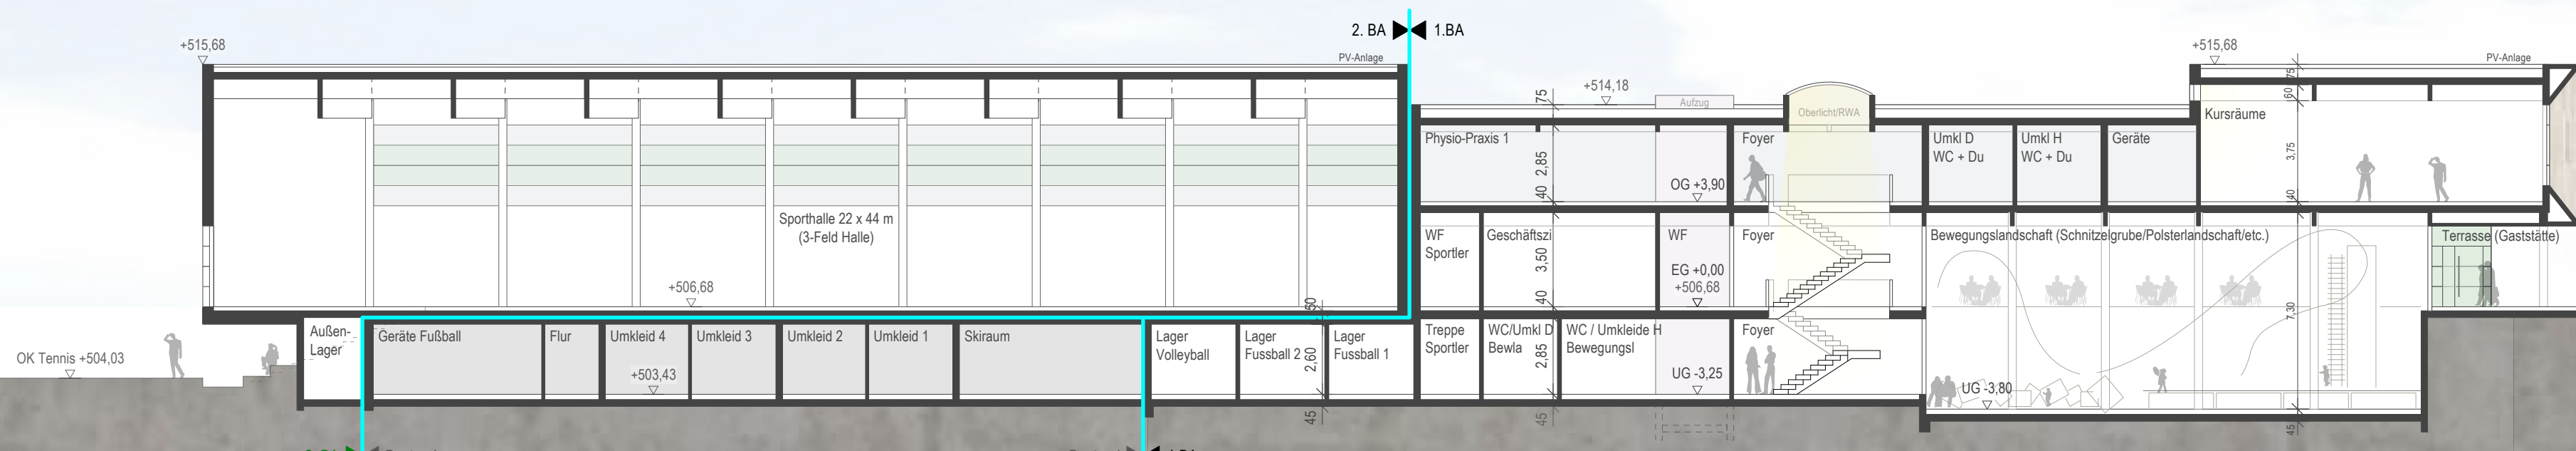 2. BA
1.BA
+515,68
PV-Anlage
+514,18
75
Aufzug
Oberlicht/RWA
+515,68
PV-Anlage
75
60
Kursräume
3,75
40
Physio-Praxis 1
2,85
40
OG +3,90
Foyer
Umkl D
WC + Du
Umkl H
WC + Du
Geräte
Sporthalle 22 x 44 m
(3-Feld Halle)
+506,68
60
WF
Sportler
Geschäftszi
3,50
40
WF
EG +0,00
+506,68
Foyer
Bewegungslandschaft (Schnitzelgrube/Polsterlandschaft/etc.)
7,30
Terrasse (Gaststätte)
OK Tennis +504,03
Außen-
Lager
Geräte Fußball
Flur
Umkleid 4
+503,43
Umkleid 3
Umkleid 2
Umkleid 1
Skiraum
Lager
Volleyball
Lager
Fussball 2
2,60
Lager
Fussball 1
Treppe
Sportler
WC/Umkl D
Bewla
2,85
WC / Umkleide H
Bewegungsl
UG -3,25
Foyer
UG -3,80
45
45
45